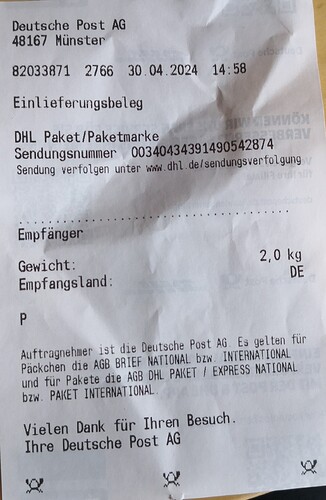 Deutsche Post AG
48167 Münster
82033871 2766 30.04.2024 14:58
Einlieferungsbeleg
DHL Paket/Paketmarke
Sendungsnummer 00340434391490542874
Sendung verfolgen unter www.dhl.de/sendungsverfolgung
.......................................
Empfänger
Gewicht: 2,0 kg
Empfangsland: DE
P
Auftragnehmer ist die Deutsche Post AG. Es gelten für
Päckchen die AGB BRIEF NATIONAL bzw. INTERNATIONAL
und für Pakete die AGB DHL PAKET / EXPRESS NATIONAL
bzw. PAKET INTERNATIONAL.
Vielen Dank für Ihren Besuch.
Ihre Deutsche Post AG